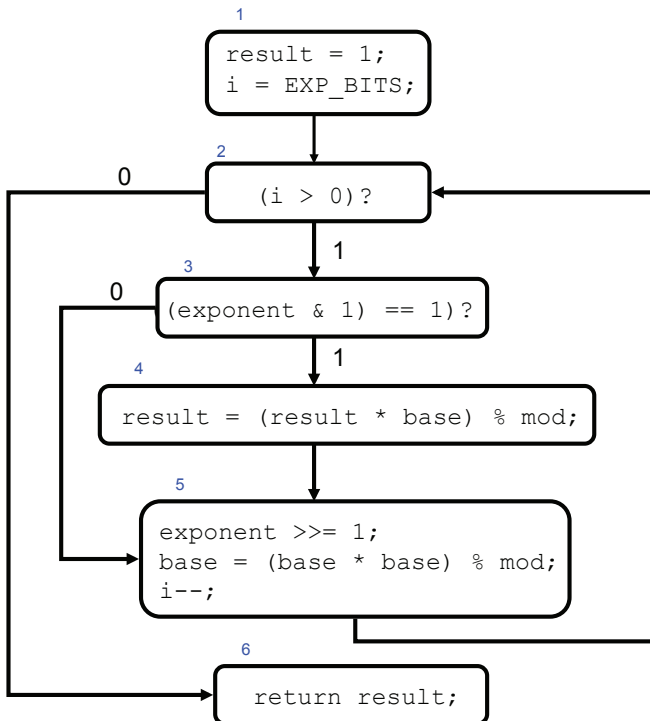 1
result = 1;
i = EXP_BITS;
2
0
(i > 0)?
1
3
0
(exponent & 1) == 1)?
1
4
result = (result * base) % mod;
5
exponent >>= 1;
base = (base * base) % mod;
i--;
6
return result;